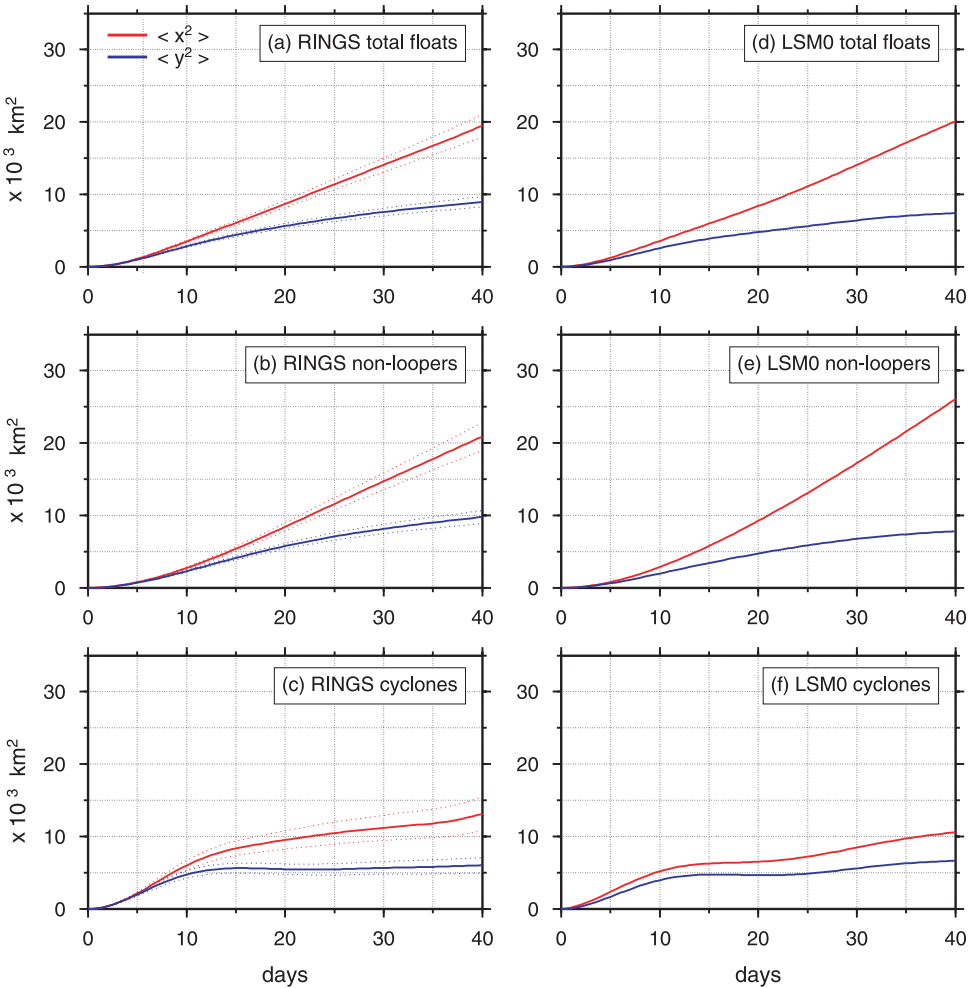 < x² >
< y² >
(a) RINGS total floats
x 10³ km²
30
20
10
0
0 10 20 30 40
(d) LSM0 total floats
30
20
10
0
0 10 20 30 40
(b) RINGS non-loopers
x 10³ km²
30
20
10
0
0 10 20 30 40
(e) LSM0 non-loopers
30
20
10
0
0 10 20 30 40
(c) RINGS cyclones
x 10³ km²
30
20
10
0
0 10 20 30 40
days
(f) LSM0 cyclones
30
20
10
0
0 10 20 30 40
days